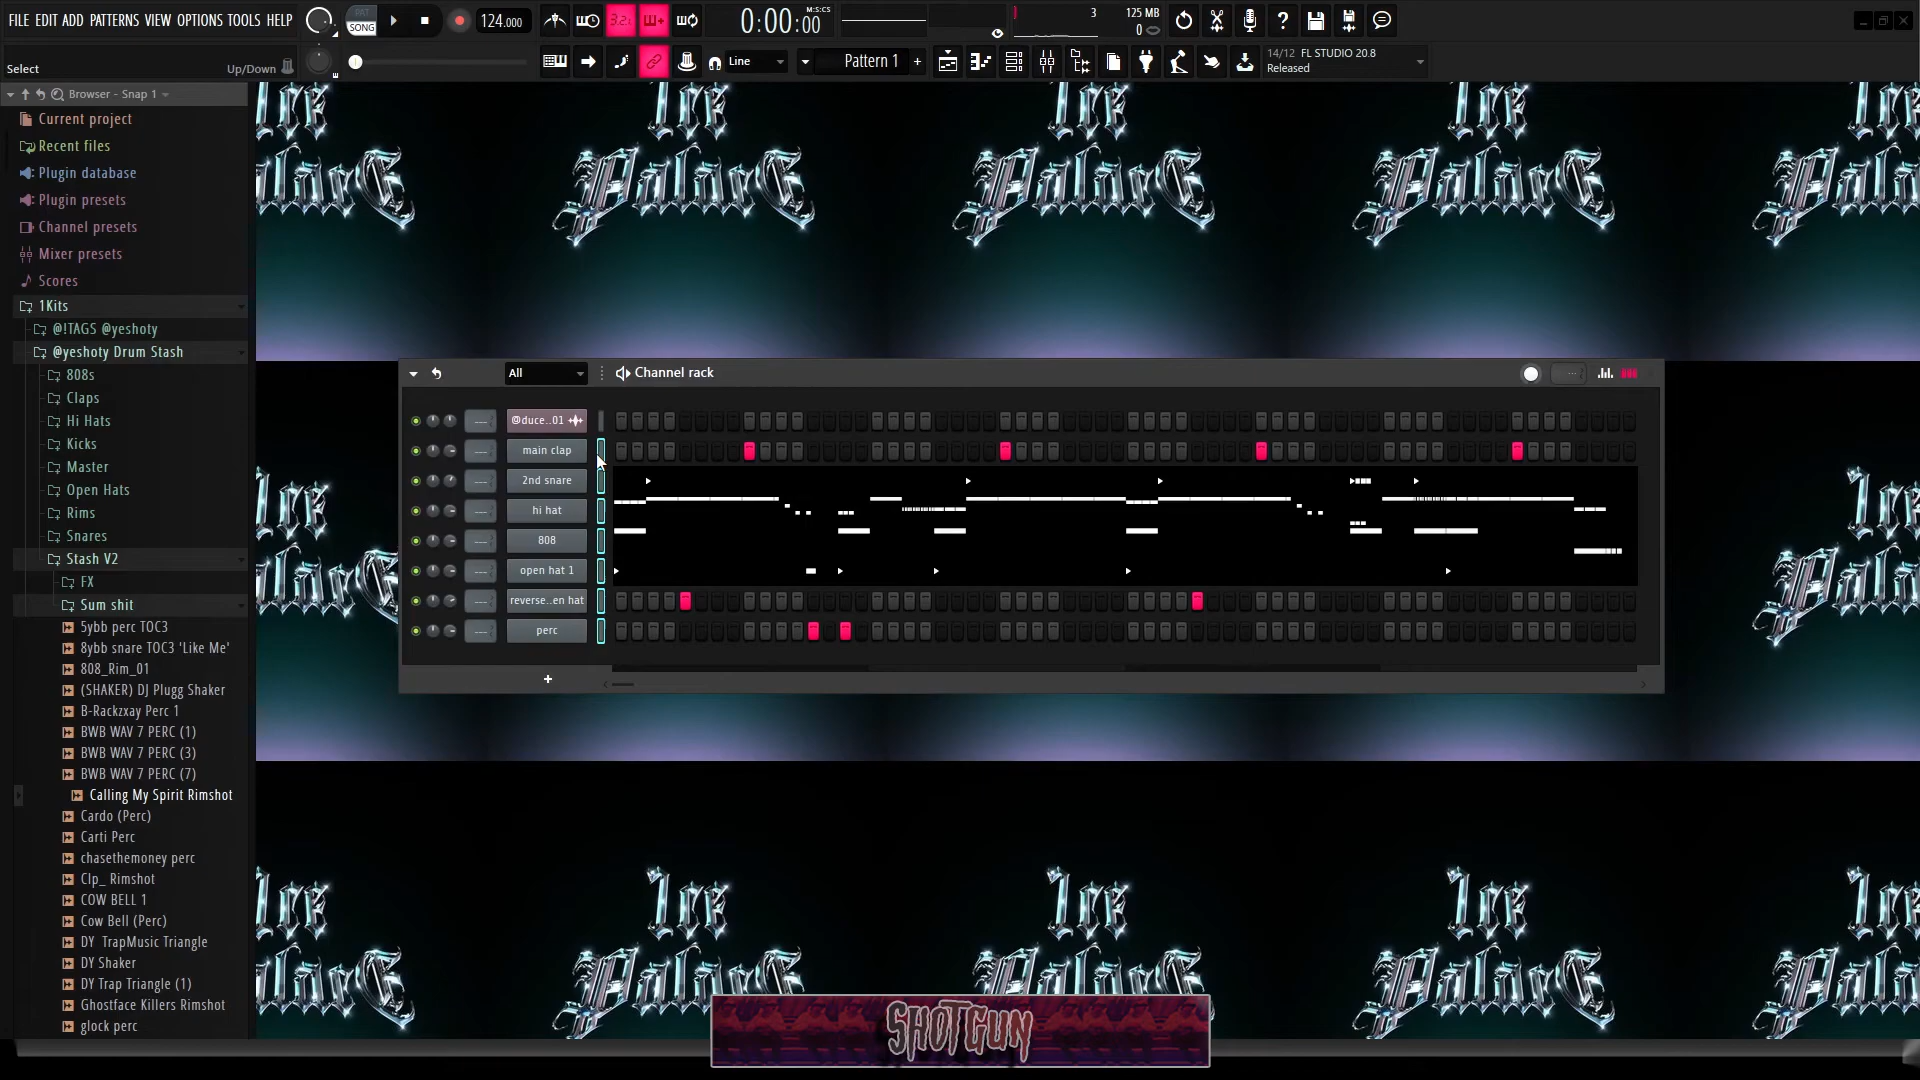 FILE EDIT ADD PATTERNS VIEW OPTIONS TOOLS HELP
PAT
SONG
124.000
3.2.1
0:00:00
M:S:CS
3
125 MB
0
Select
Up/Down
Line
Pattern 1
14/12 FL STUDIO 20.8
Released
Browser - Snap 1
Current project
Recent files
Plugin database
Plugin presets
Channel presets
Mixer presets
Scores
1Kits
@!TAGS @yeshoty
@yeshoty Drum Stash
808s
Claps
Hi Hats
Kicks
Master
Open Hats
Rims
Snares
Stash V2
FX
Sum shit
5ybb perc TOC3
8ybb snare TOC3 'Like Me'
808_Rim_01
(SHAKER) DJ Plugg Shaker
B-Rackzxay Perc 1
BWB WAV 7 PERC (1)
BWB WAV 7 PERC (3)
BWB WAV 7 PERC (7)
Calling My Spirit Rimshot
Cardo (Perc)
Carti Perc
chasethemoney perc
Clp_ Rimshot
COW BELL 1
Cow Bell (Perc)
DY TrapMusic Triangle
DY Shaker
DY Trap Triangle (1)
Ghostface Killers Rimshot
glock perc
All
Channel rack
@duce..01
main clap
2nd snare
hi hat
808
open hat 1
reverse..en hat
perc
SHOTGUN